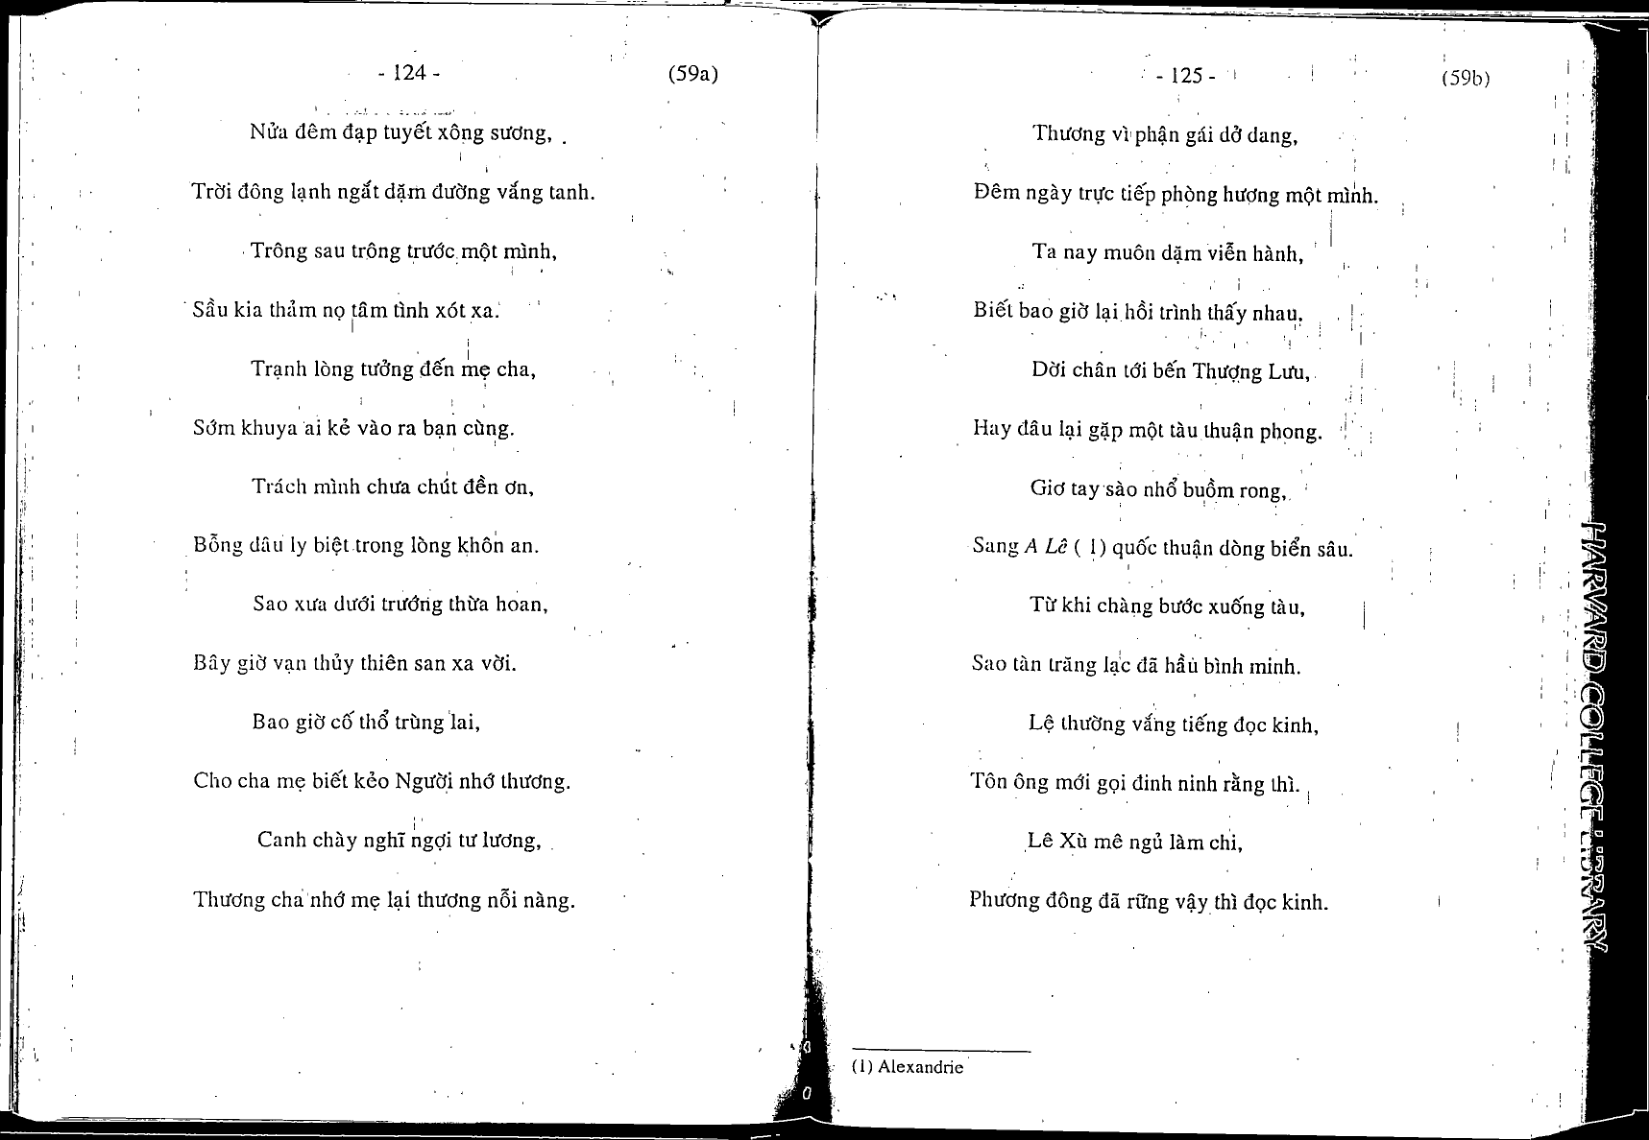 - 124 - (59a)
Nửa đêm đạp tuyết xông sương,
Trời đông lạnh ngắt dặm đường vắng tanh.
Trông sau trông trước một mình,
Sầu kia thảm nọ tâm tình xót xa.
Trạnh lòng tưởng đến mẹ cha,
Sớm khuya ai kẻ vào ra bạn cùng.
Trách mình chưa chút đền ơn,
Bỗng dâu ly biệt trong lòng khôn an.
Sao xưa dưới trướng thừa hoan,
Bây giờ vạn thủy thiên san xa vời.
Bao giờ cố thổ trùng lai,
Cho cha mẹ biết kẻo Người nhớ thương.
Canh chày nghĩ ngợi tư lương,
Thương cha nhớ mẹ lại thương nỗi nàng.
- 125 - (59b)
Thương vì phận gái dở dang,
Đêm ngày trực tiếp phòng hương một mình.
Ta nay muôn dặm viễn hành,
Biết bao giờ lại hồi trình thấy nhau.
Dời chân tới bến Thượng Lưu,
Hay đâu lại gặp một tàu thuận phong.
Giơ tay sào nhổ buồm rong,
Sang A Lê ( 1) quốc thuận dòng biển sâu.
Từ khi chàng bước xuống tàu,
Sao tàn trăng lạc đã hầu bình minh.
Lệ thường vắng tiếng đọc kinh,
Tôn ông mới gọi đinh ninh rằng thì.
Lê Xù mê ngủ làm chi,
Phương đông đã rững vậy thì đọc kinh.
(1) Alexandrie
HARVARD COLLEGE LIBRARY